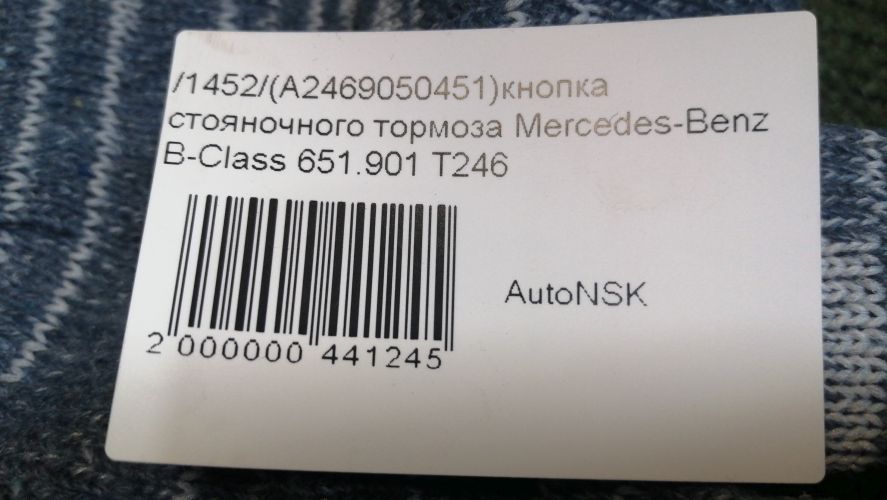 /1452/(A2469050451)кнопка
стояночного тормоза Mercedes-Benz
B-Class 651.901 T246
AutoNSK
2 000000 441245